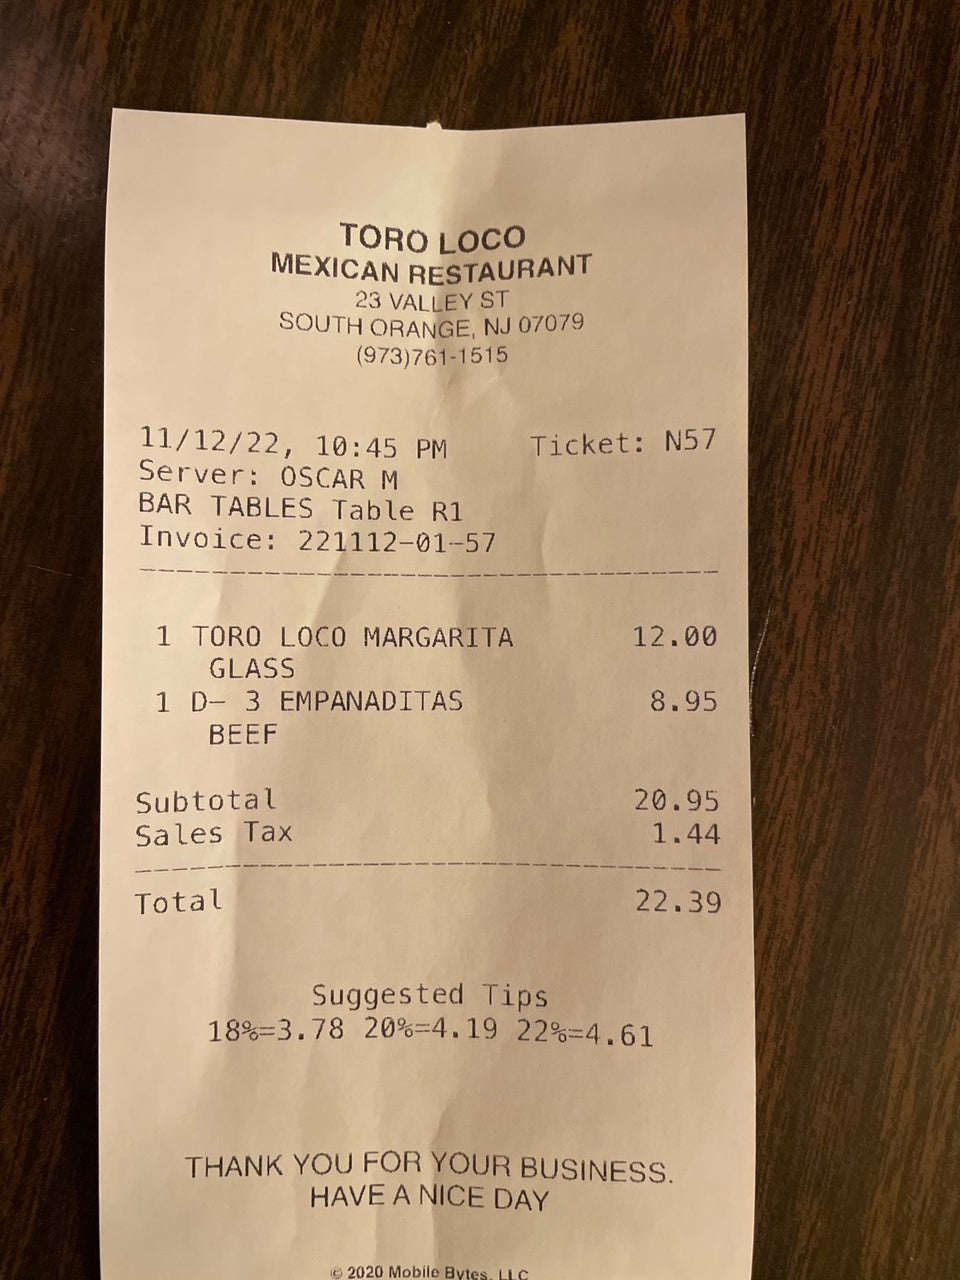 TORO LOCO
MEXICAN RESTAURANT
23 VALLEY ST
SOUTH ORANGE, NJ 07079
(973)761-1515
11/12/22, 10:45 PM Ticket: N57
Server: OSCAR M
BAR TABLES Table R1
Invoice: 221112-01-57
1 TORO LOCO MARGARITA 12.00
GLASS
1 D- 3 EMPANADITAS 8.95
BEEF
Subtotal 20.95
Sales Tax 1.44
Total 22.39
Suggested Tips
18%=3.78 20%=4.19 22%=4.61
THANK YOU FOR YOUR BUSINESS.
HAVE A NICE DAY
© 2020 Mobile Bytes, LLC